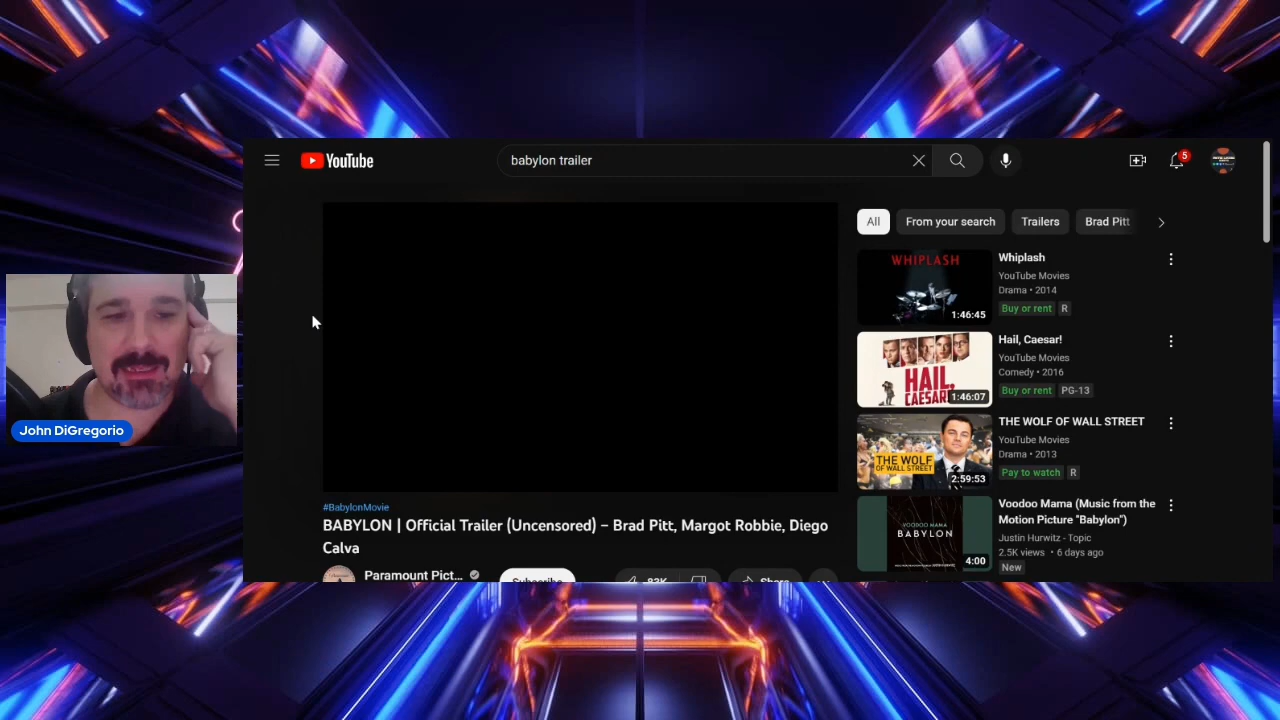 YouTube
babylon trailer
5
All
From your search
Trailers
Brad Pitt
WHIPLASH
1:46:45
Whiplash
YouTube Movies
Drama • 2014
Buy or rent
R
HAIL,
CAESAR!
1:46:07
Hail, Caesar!
YouTube Movies
Comedy • 2016
Buy or rent
PG-13
THE WOLF
OF WALL STREET
2:59:53
THE WOLF OF WALL STREET
YouTube Movies
Drama • 2013
Pay to watch
R
VOODOO MAMA
BABYLON
4:00
Voodoo Mama (Music from the
Motion Picture "Babylon")
Justin Hurwitz - Topic
2.5K views • 6 days ago
New
John DiGregorio
#BabylonMovie
BABYLON | Official Trailer (Uncensored) – Brad Pitt, Margot Robbie, Diego
Calva
Paramount Pict...
Subscribe
83K
Share